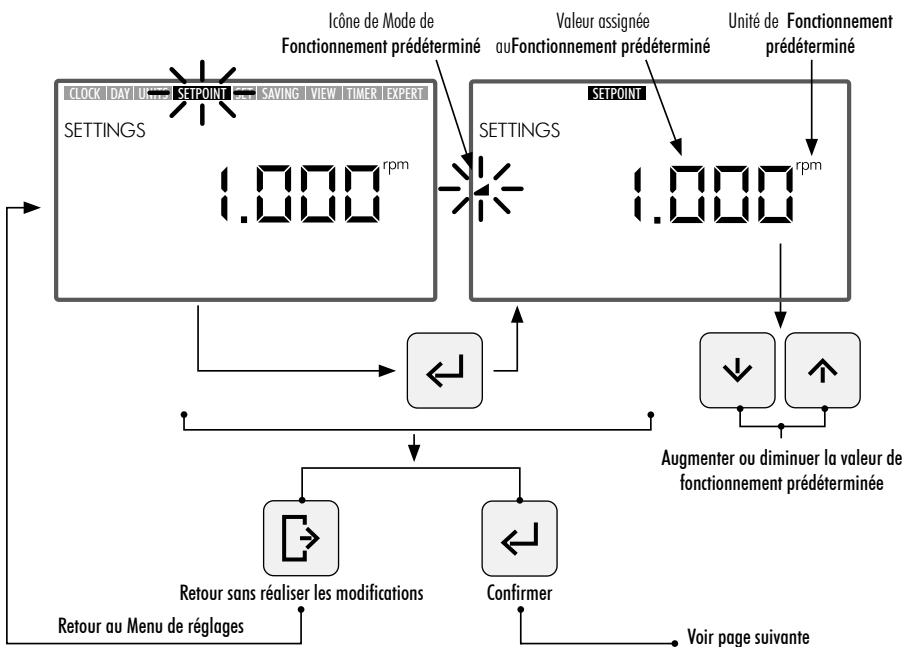 Icône de Mode de
Fonctionnement prédéterminé
Valeur assignée
auFonctionnement prédéterminé
Unité de Fonctionnement
prédéterminé
CLOCK DAY SETPOINT SAVING VIEW TIMER EXPERT
SETTINGS
1.000 rpm
SETPOINT
SETTINGS
1.000 rpm
Augmenter ou diminuer la valeur de
fonctionnement prédéterminée
Retour sans réaliser les modifications
Confirmer
Retour au Menu de réglages
Voir page suivante